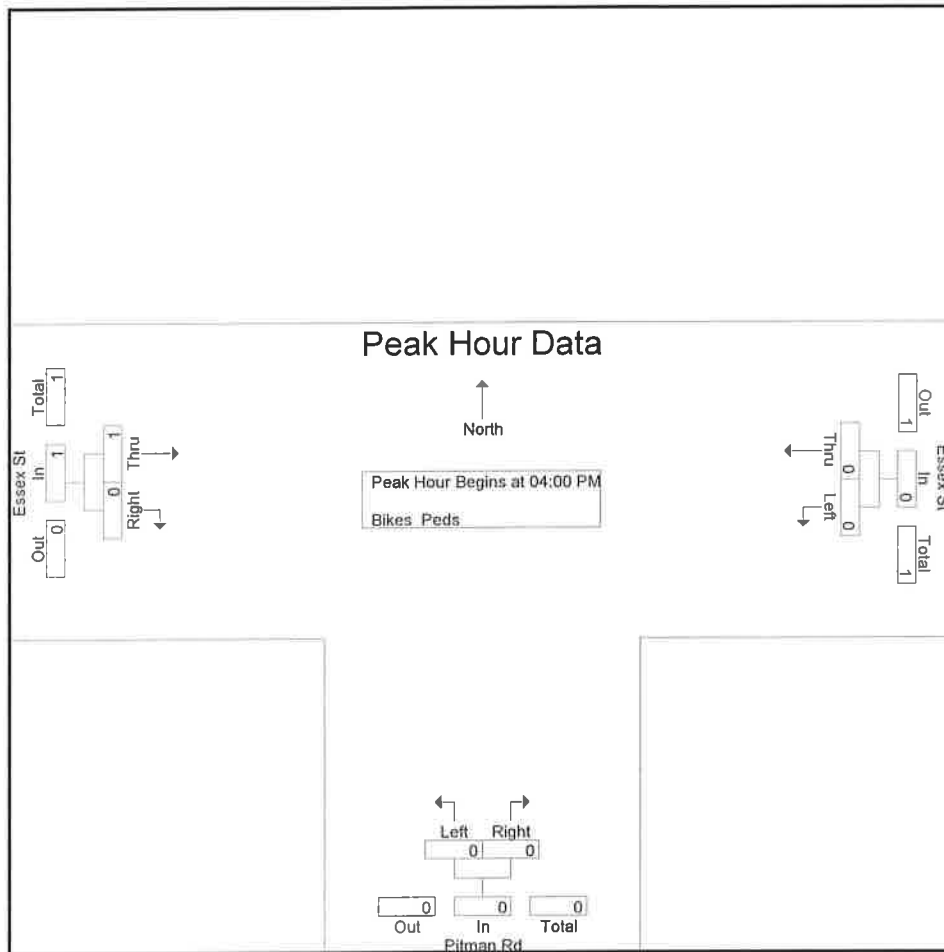 Peak Hour Data
North
Peak Hour Begins at 04:00 PM
Bikes Peds
Essex St
Out
In
Total
0
1
1
Right
Thru
0
1
Essex St
Out
In
Total
1
0
1
Thru
Left
0
0
Left Right
0 0
0 0 0
Out In Total
Pitman Rd